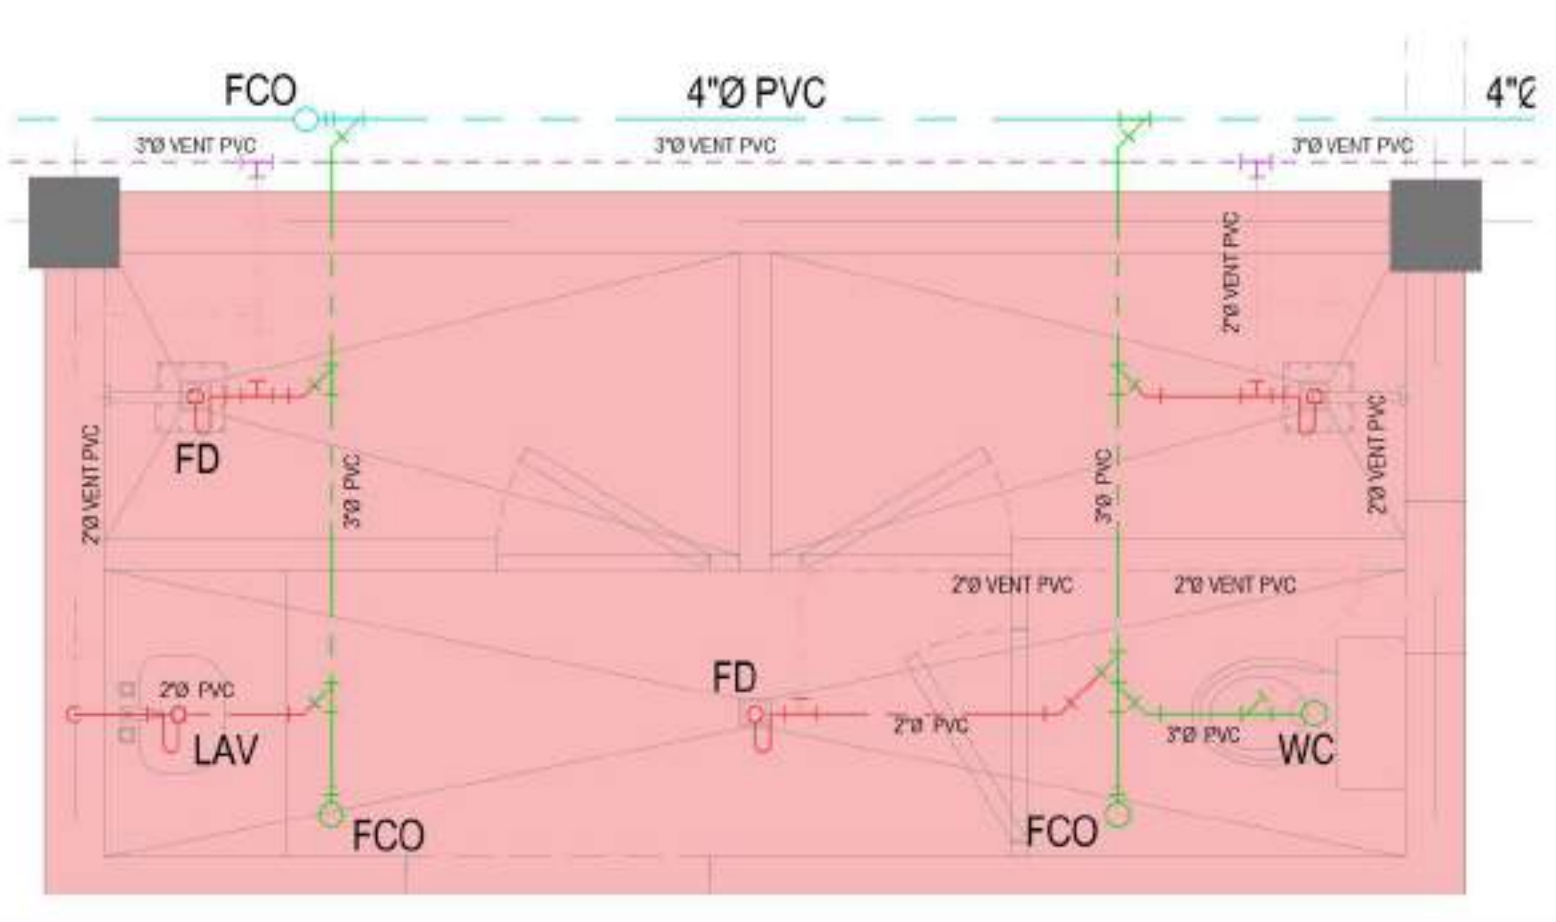 FCO
4"Ø PVC
4"Ø
3"Ø VENT PVC
3"Ø VENT PVC
3"Ø VENT PVC
2"Ø VENT PVC
FD
2"Ø VENT PVC
3"Ø PVC
3"Ø PVC
2"Ø VENT PVC
2"Ø VENT PVC
2"Ø VENT PVC
FD
2"Ø PVC
2"Ø PVC
3"Ø PVC
LAV
WC
FCO
FCO